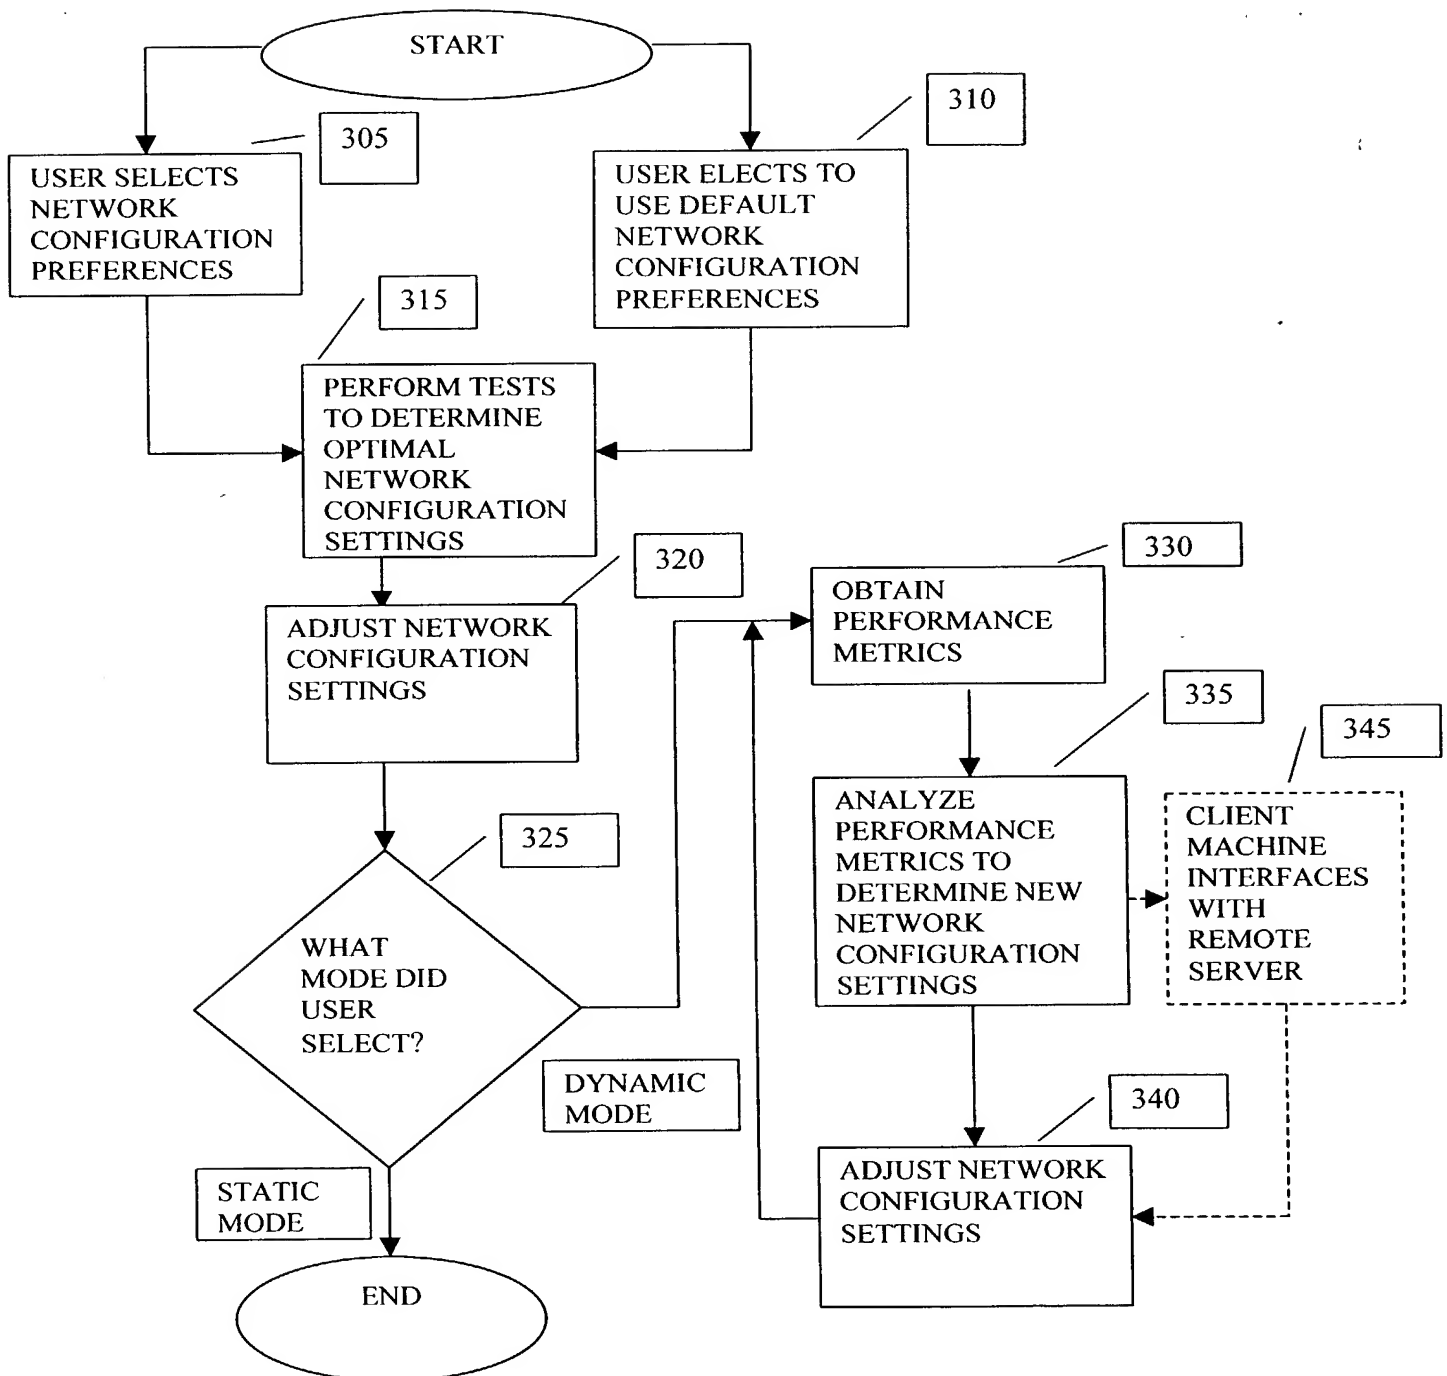 START
305
310
USER SELECTS
NETWORK
CONFIGURATION
PREFERENCES
USER ELECTS TO
USE DEFAULT
NETWORK
CONFIGURATION
PREFERENCES
315
PERFORM TESTS
TO DETERMINE
OPTIMAL
NETWORK
CONFIGURATION
SETTINGS
320
ADJUST NETWORK
CONFIGURATION
SETTINGS
325
WHAT
MODE DID
USER
SELECT?
DYNAMIC
MODE
STATIC
MODE
END
330
OBTAIN
PERFORMANCE
METRICS
335
ANALYZE
PERFORMANCE
METRICS TO
DETERMINE NEW
NETWORK
CONFIGURATION
SETTINGS
345
CLIENT
MACHINE
INTERFACES
WITH
REMOTE
SERVER
340
ADJUST NETWORK
CONFIGURATION
SETTINGS